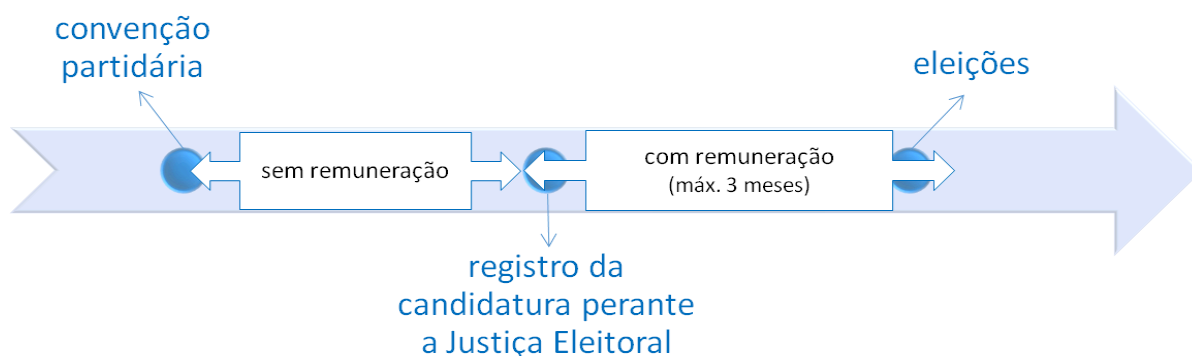 convenção
partidária
eleições
sem remuneração
com remuneração
(máx. 3 meses)
registro da
candidatura perante
a Justiça Eleitoral